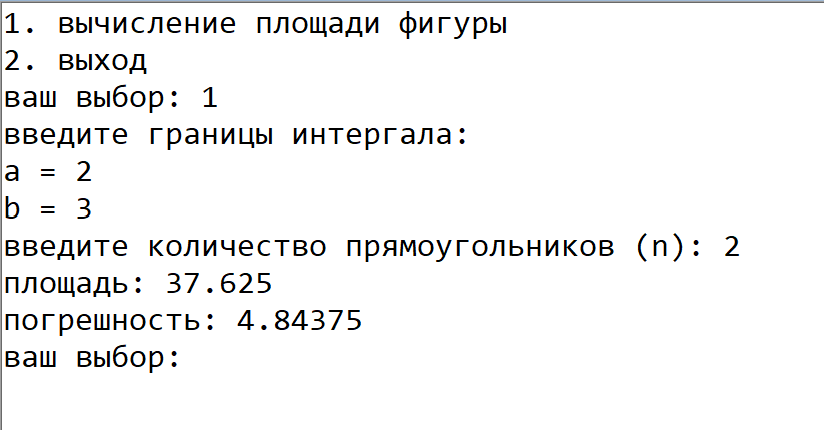 1. вычисление площади фигуры
2. выход
ваш выбор: 1
введите границы интергала:
a = 2
b = 3
введите количество прямоугольников (n): 2
площадь: 37.625
погрешность: 4.84375
ваш выбор: